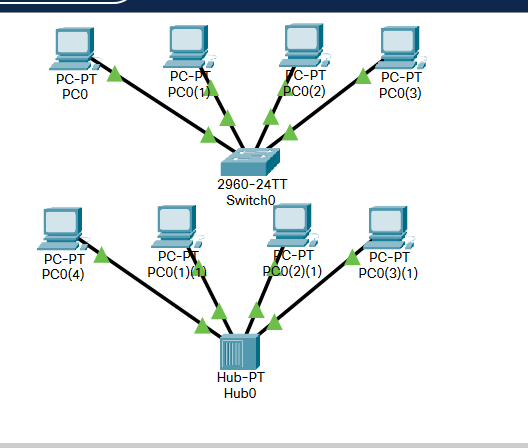 PC-PT
PC0
PC-PT
PC0(1)
PC-PT
PC0(2)
PC-PT
PC0(3)
2960-24TT
Switch0
PC-PT
PC0(4)
PC-PT
PC0(1)(1)
PC-PT
PC0(2)(1)
PC-PT
PC0(3)(1)
Hub-PT
Hub0